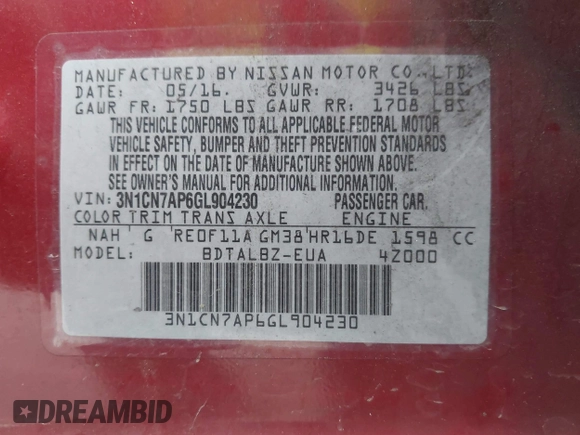 MANUFACTURED BY NISSAN MOTOR CO.,LTD.
DATE: 05/16. GVWR: 3426 LBS
GAWR FR: 1750 LBS GAWR RR: 1708 LBS
THIS VEHICLE CONFORMS TO ALL APPLICABLE FEDERAL MOTOR
VEHICLE SAFETY, BUMPER AND THEFT PREVENTION STANDARDS
IN EFFECT ON THE DATE OF MANUFACTURE SHOWN ABOVE.
SEE OWNER'S MANUAL FOR ADDITIONAL INFORMATION.
VIN: 3N1CN7AP6GL904230 PASSENGER CAR.
COLOR TRIM TRANS AXLE ENGINE
NAH G RE0F11A GM38 HR16DE 1598 CC
BDTALBZ-EUA 4Z000
3N1CN7AP6GL904230
DREAMBID